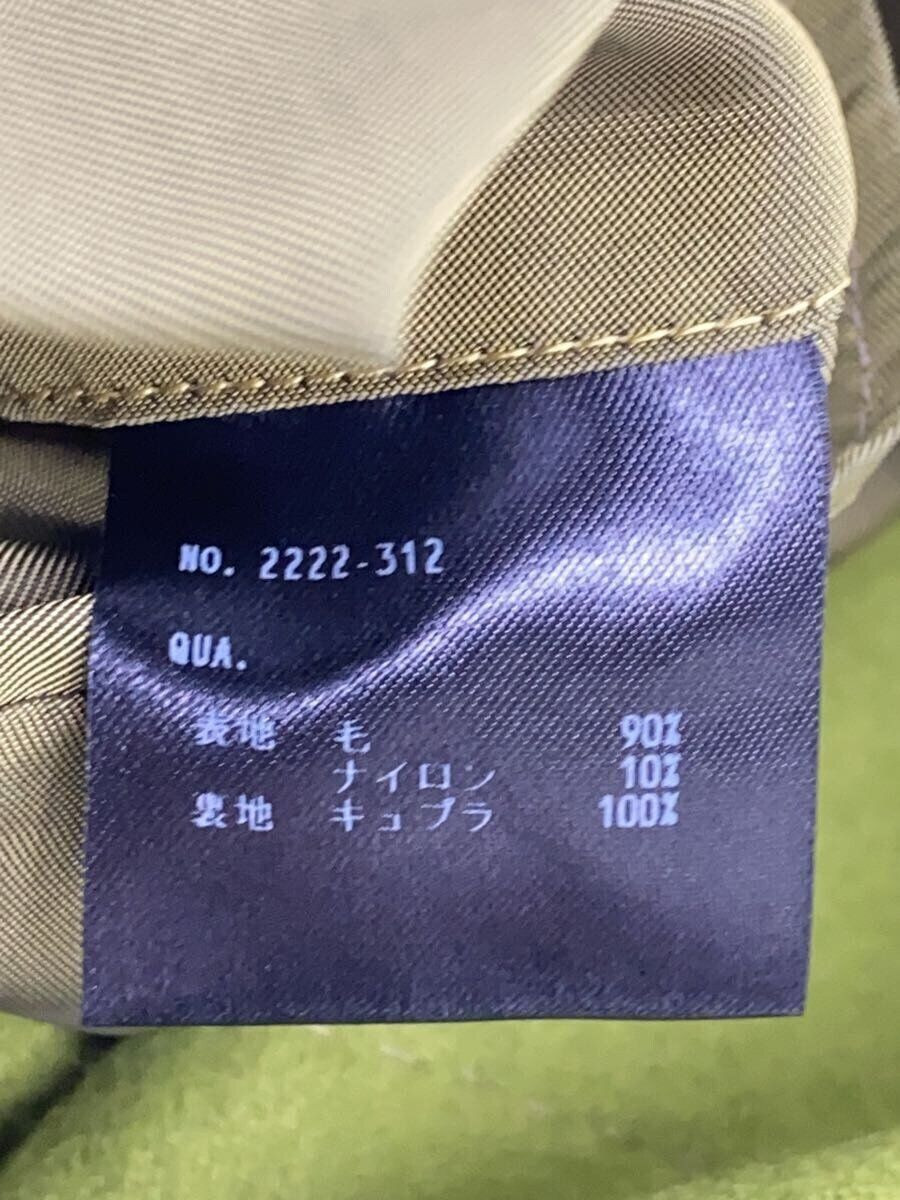 NO. 2222-312
QUA.
表地 毛 90%
ナイロン 10%
裏地 キュプラ 100%